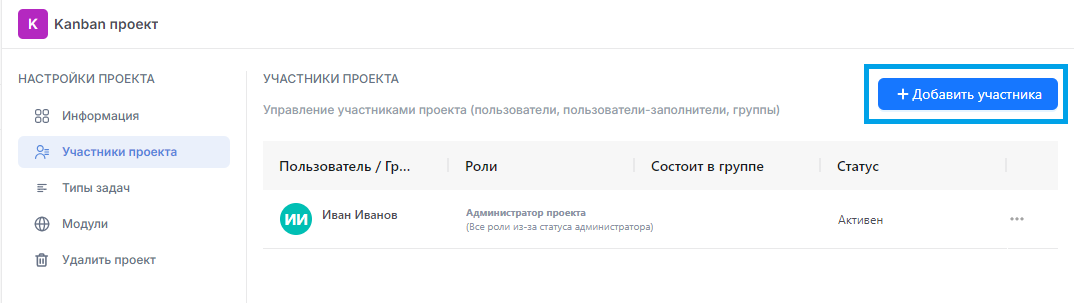 K Kanban проект
НАСТРОЙКИ ПРОЕКТА
Информация
Участники проекта
Типы задач
Модули
Удалить проект
УЧАСТНИКИ ПРОЕКТА
Управление участниками проекта (пользователи, пользователи-заполнители, группы)
+ Добавить участника
Пользователь / Гр... Роли Состоит в группе Статус
ИИ Иван Иванов Администратор проекта Активен
(Все роли из-за статуса администратора)